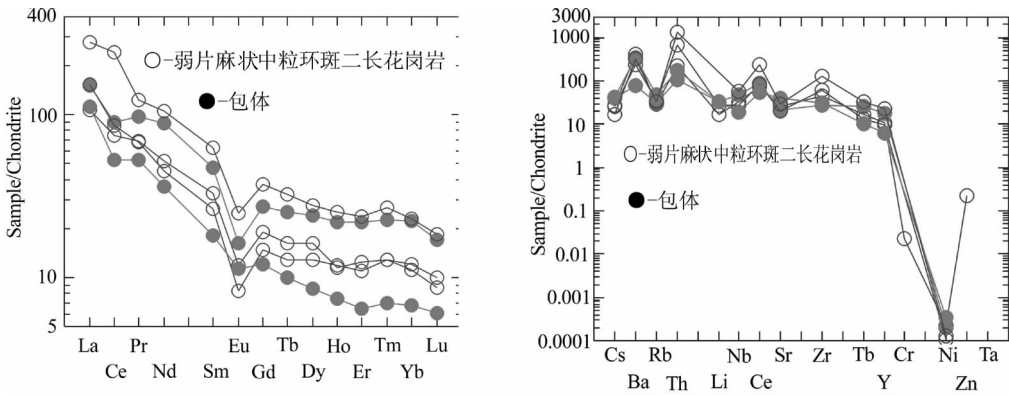 400
100
10
5
Sample/Chondrite
-弱片麻状中粒环斑二长花岗岩
-包体
La Pr Eu Tb Ho Tm Lu
Ce Nd Sm Gd Dy Er Yb
3000
1000
100
10
1
0.1
0.01
0.001
0.0001
Sample/Chondrite
-弱片麻状中粒环斑二长花岗岩
-包体
Cs Rb Nb Sr Zr Tb Cr Ni Ta
Ba Th Li Ce Y Zn